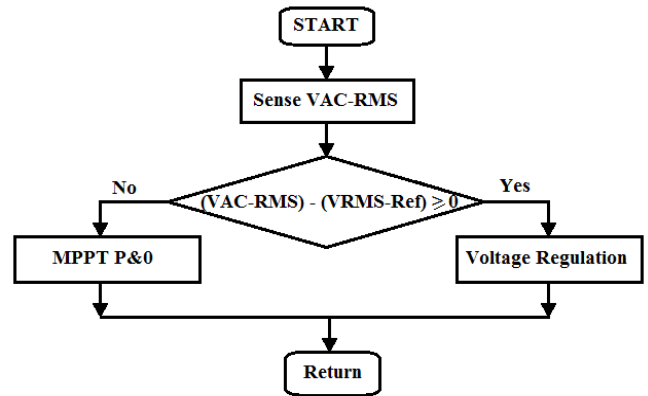 START
Sense VAC-RMS
No
(VAC-RMS) - (VRMS-Ref) ≥ 0
Yes
MPPT P&0
Voltage Regulation
Return